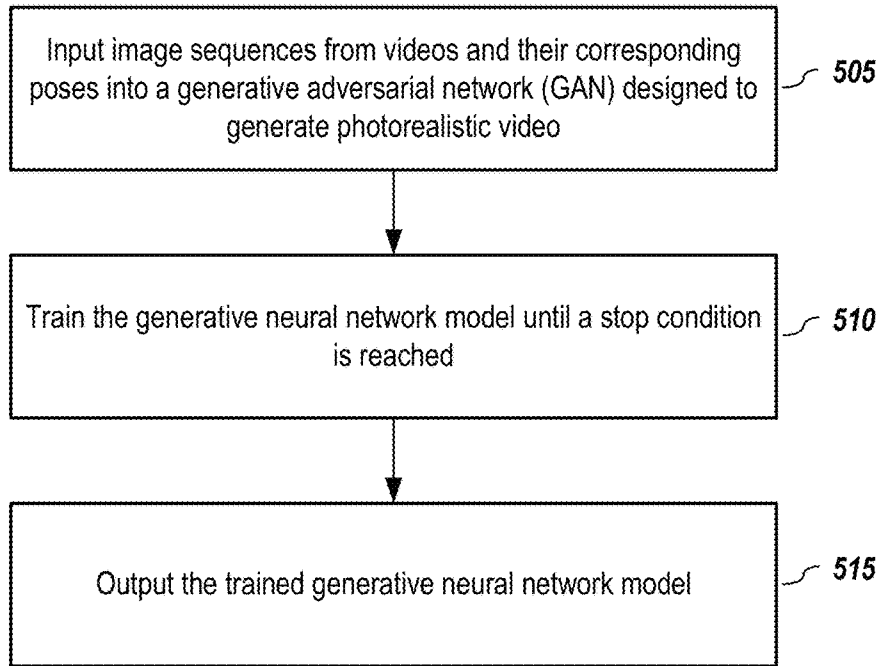 Input image sequences from videos and their corresponding
poses into a generative adversarial network (GAN) designed to
generate photorealistic video
505
Train the generative neural network model until a stop condition
is reached
510
Output the trained generative neural network model
515